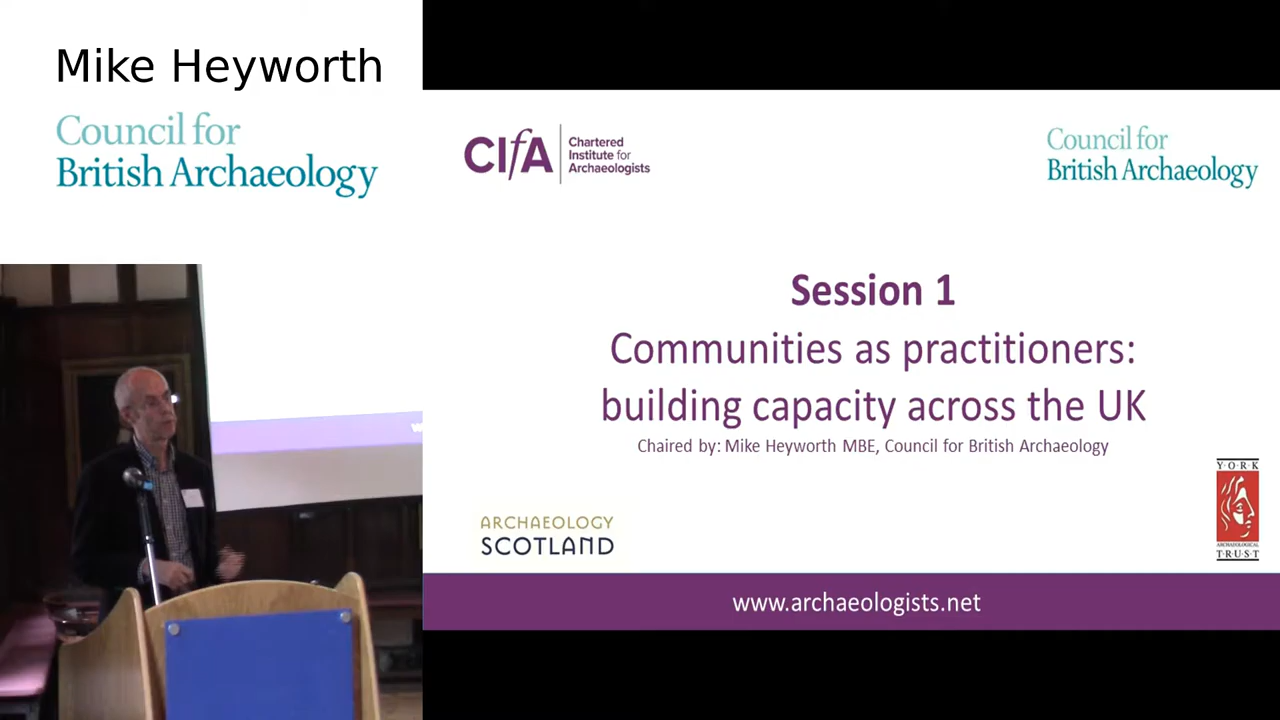 Mike Heyworth
Council for
British Archaeology
CIfA
Chartered
Institute for
Archaeologists
Council for
British Archaeology
Session 1
Communities as practitioners:
building capacity across the UK
Chaired by: Mike Heyworth MBE, Council for British Archaeology
ARCHAEOLOGY
SCOTLAND
Y·O·R·K
ARCHAEOLOGICAL
T·R·U·S·T
www.archaeologists.net